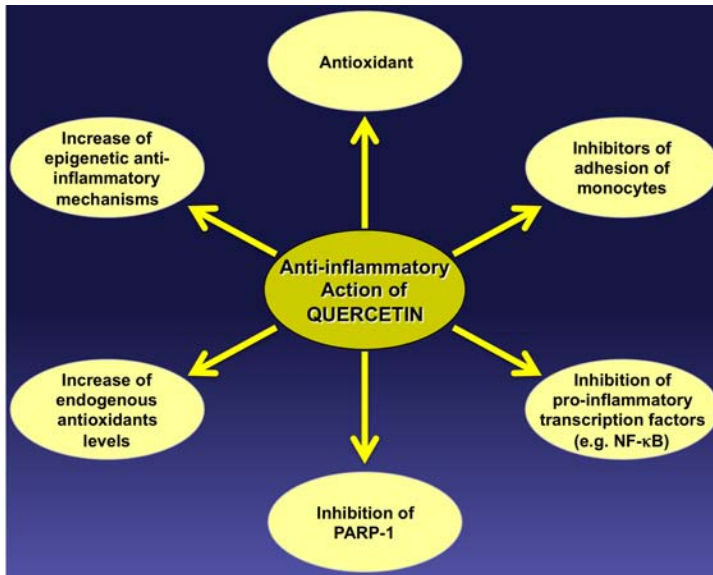 Antioxidant
Increase of
epigenetic anti-
inflammatory
mechanisms
Inhibitors of
adhesion of
monocytes
Anti-inflammatory
Action of
QUERCETIN
Increase of
endogenous
antioxidants
levels
Inhibition of
pro-inflammatory
transcription factors
(e.g. NF-κB)
Inhibition of
PARP-1